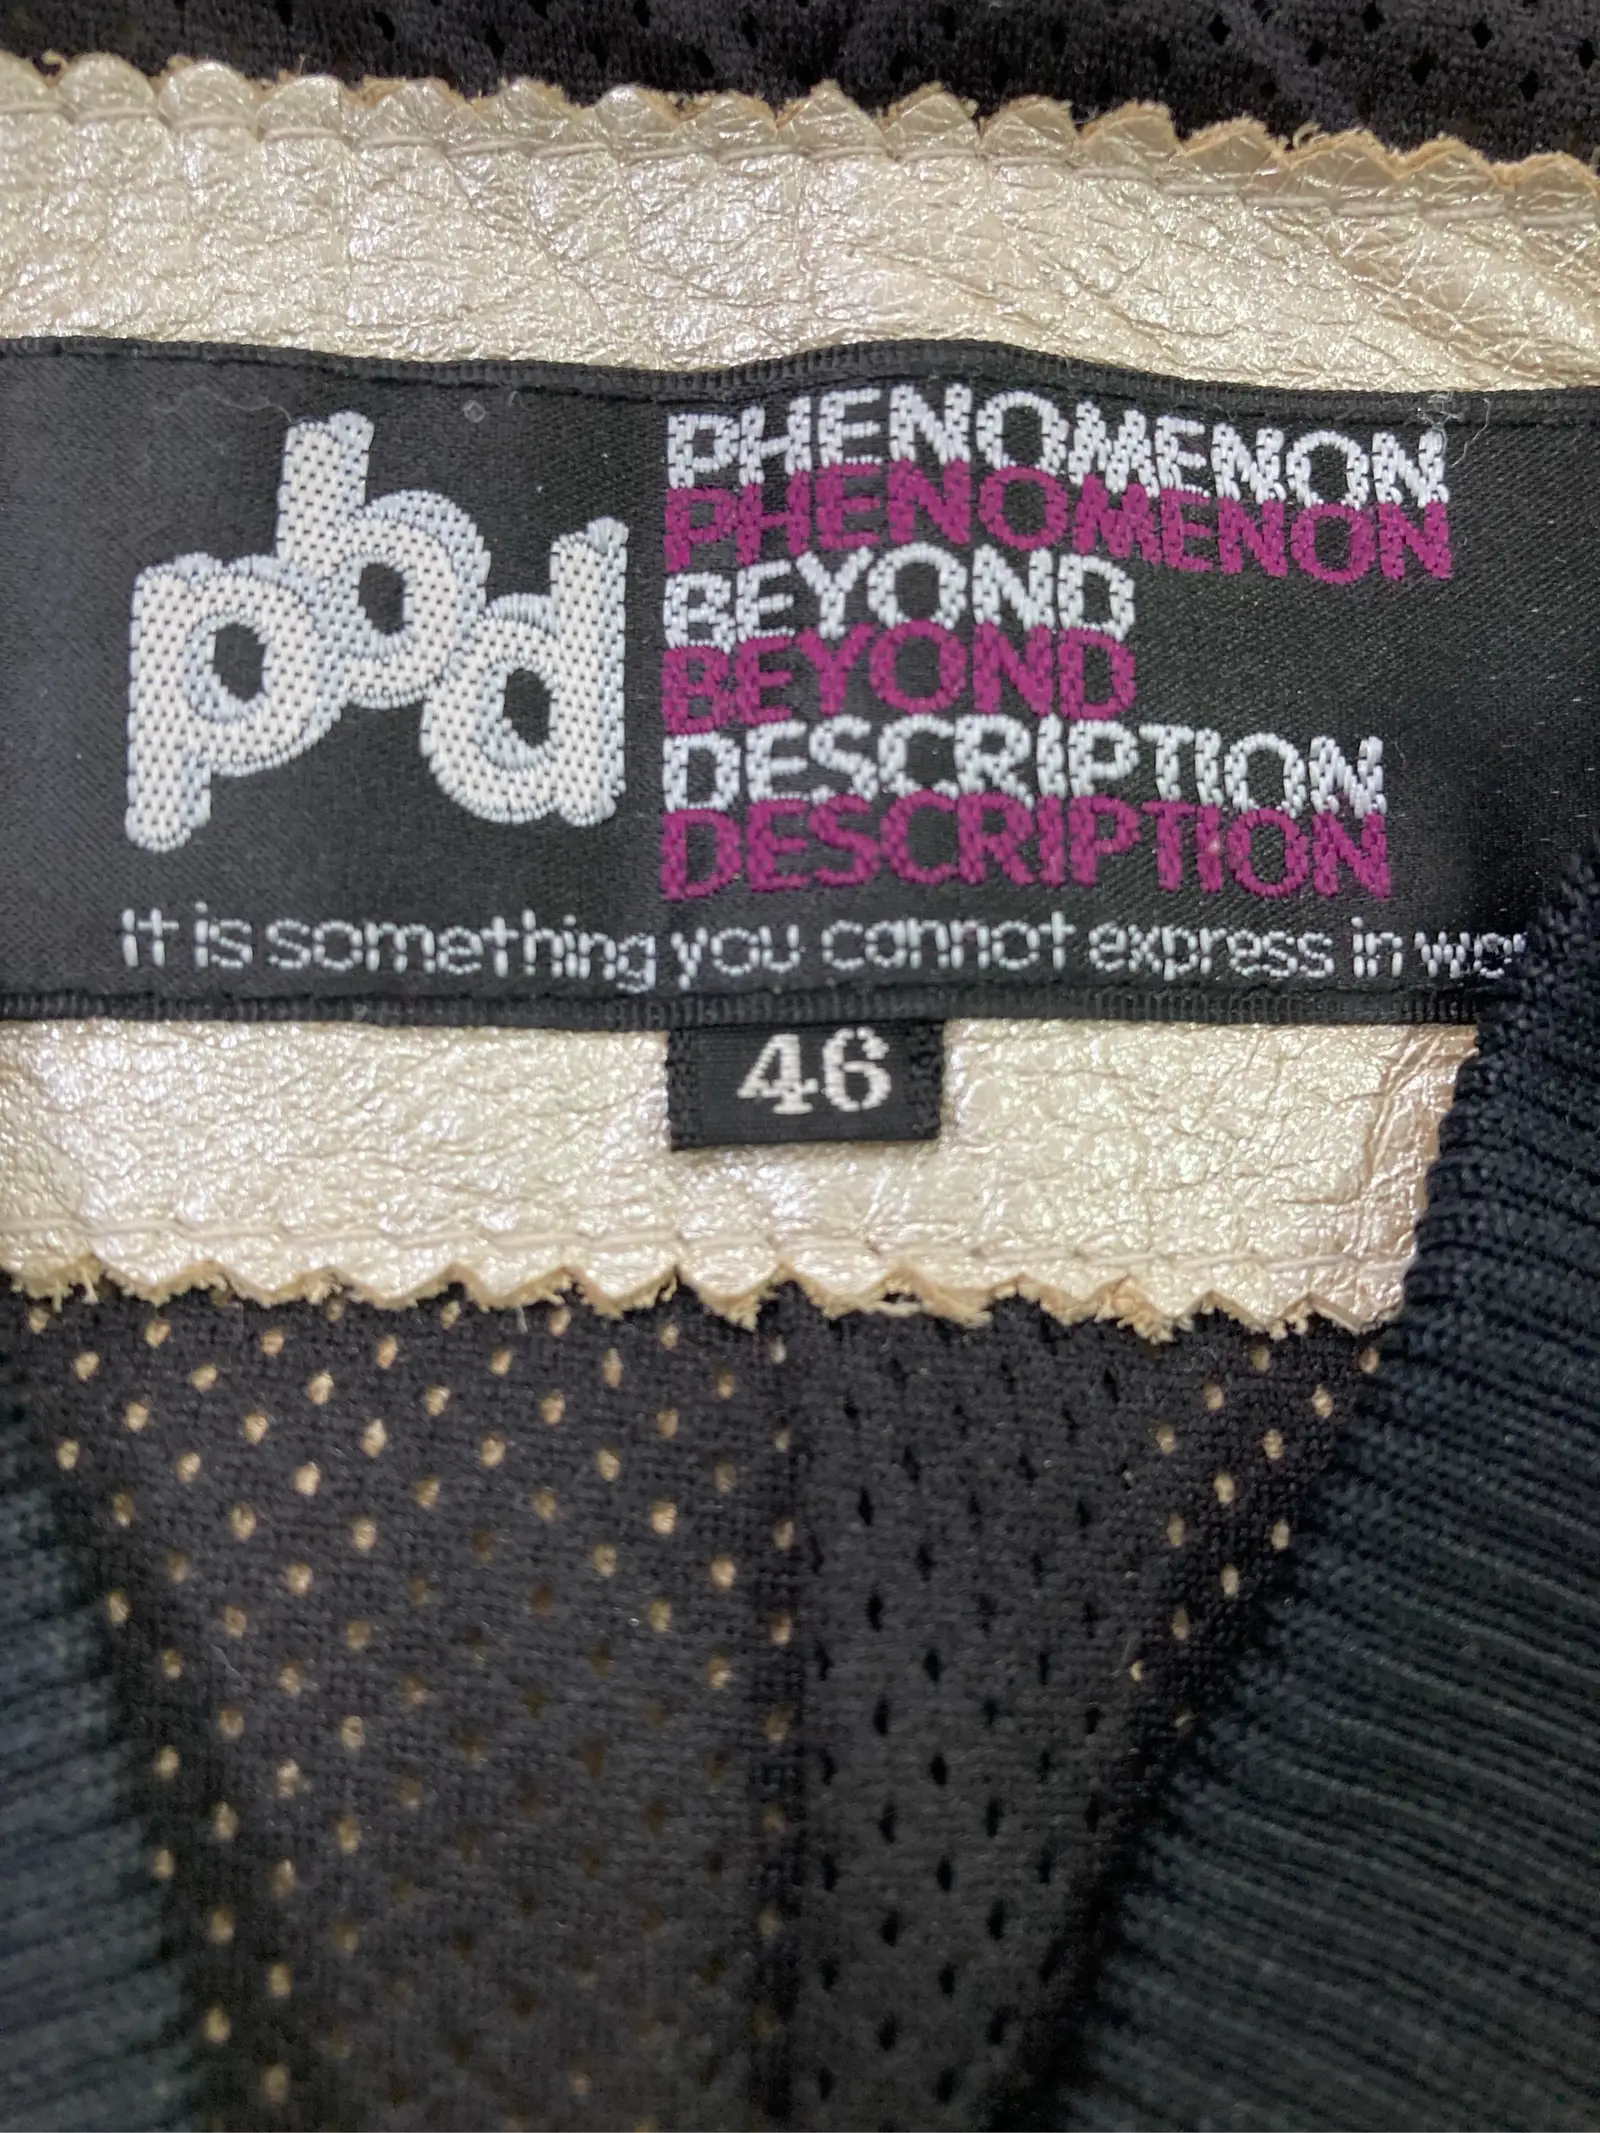 pbd
PHENOMENON
PHENOMENON
BEYOND
BEYOND
DESCRIPTION
DESCRIPTION
It is something you cannot express in
46